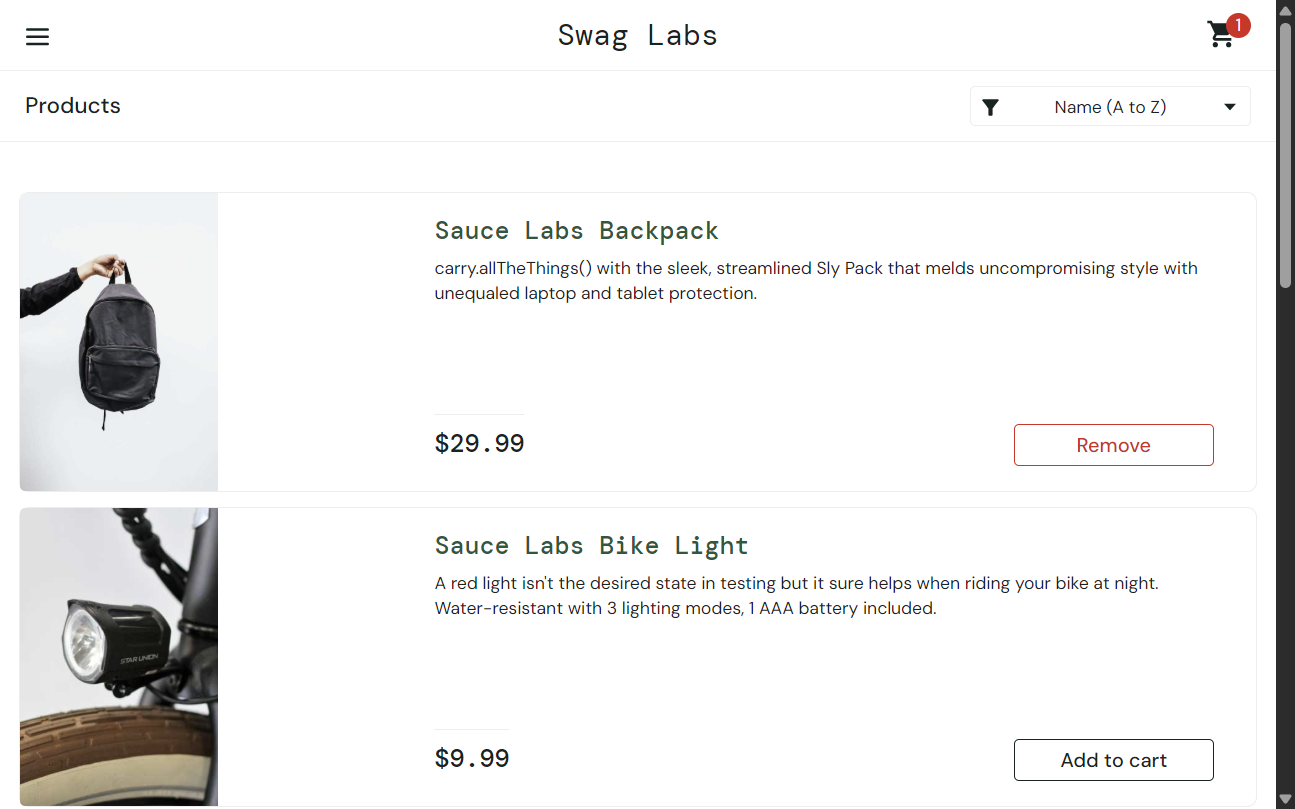 Swag Labs
1
Products
Name (A to Z)
Sauce Labs Backpack
carry.allTheThings() with the sleek, streamlined Sly Pack that melds uncompromising style with
unequaled laptop and tablet protection.
$29.99
Remove
Sauce Labs Bike Light
A red light isn't the desired state in testing but it sure helps when riding your bike at night.
Water-resistant with 3 lighting modes, 1 AAA battery included.
STAR UNION
$9.99
Add to cart